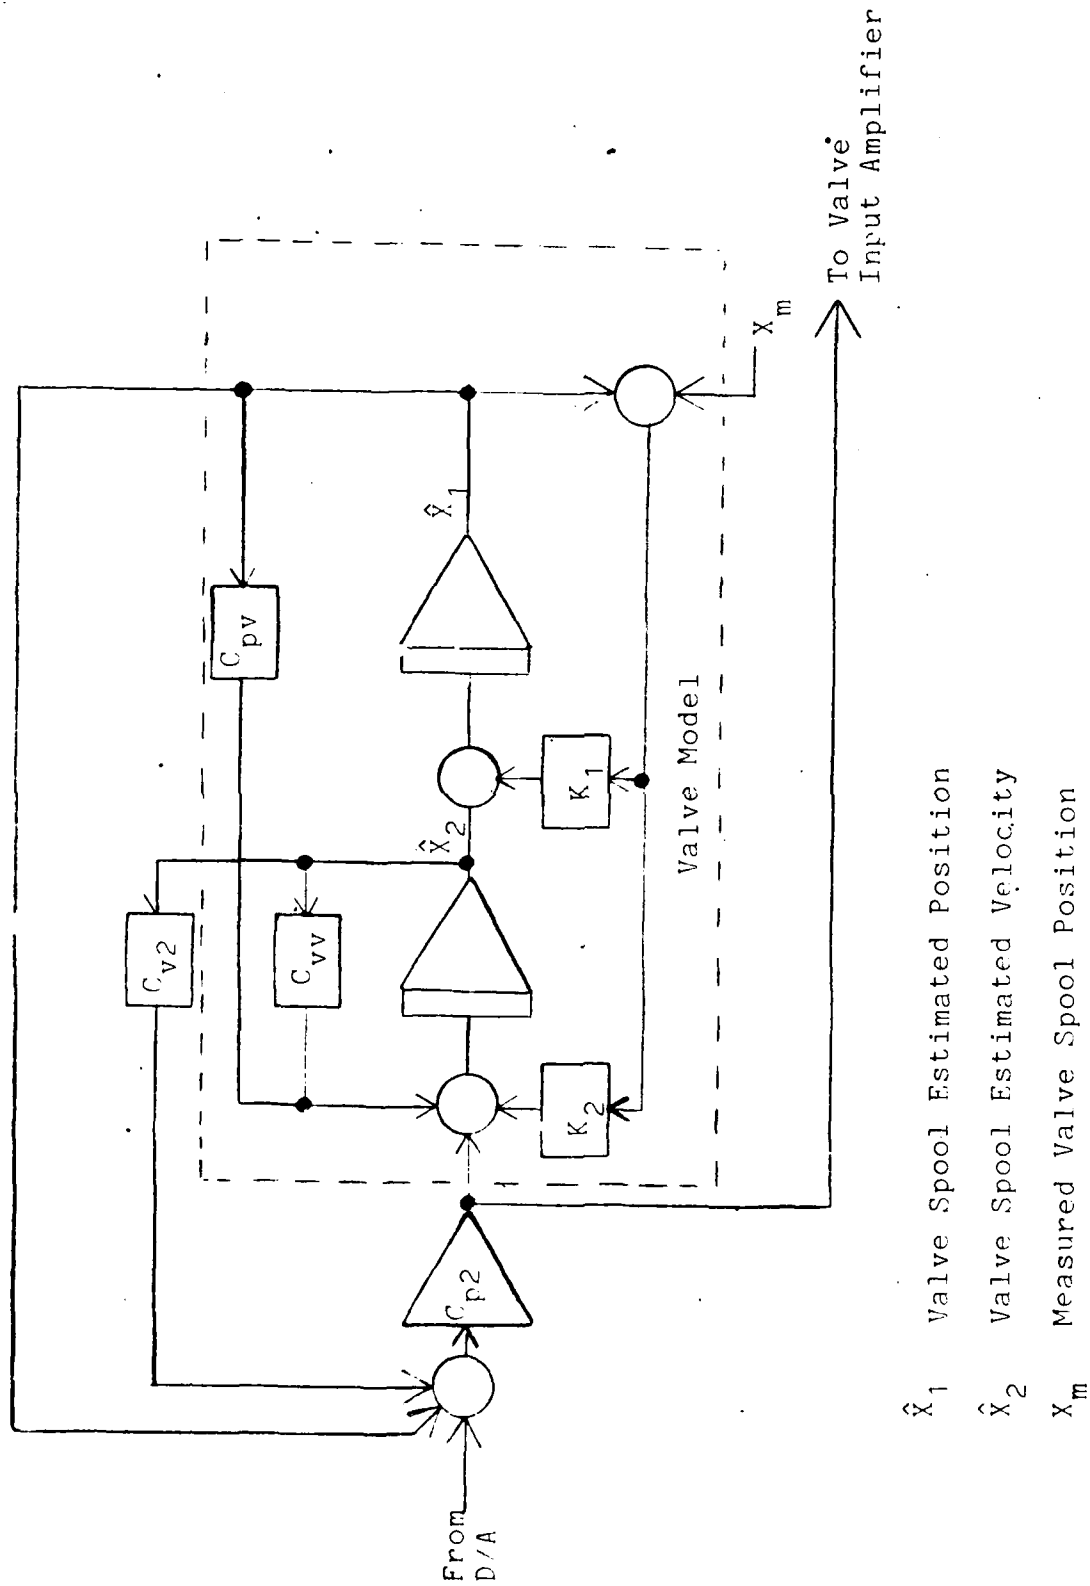 From
D/A
C_p2
C_v2
C_vv
C_pv
K_2
K_1
X̂_2
X̂_1
X_m
Valve Model
To Valve
Input Amplifier
X̂_1 Valve Spool Estimated Position
X̂_2 Valve Spool Estimated Velocity
X_m Measured Valve Spool Position